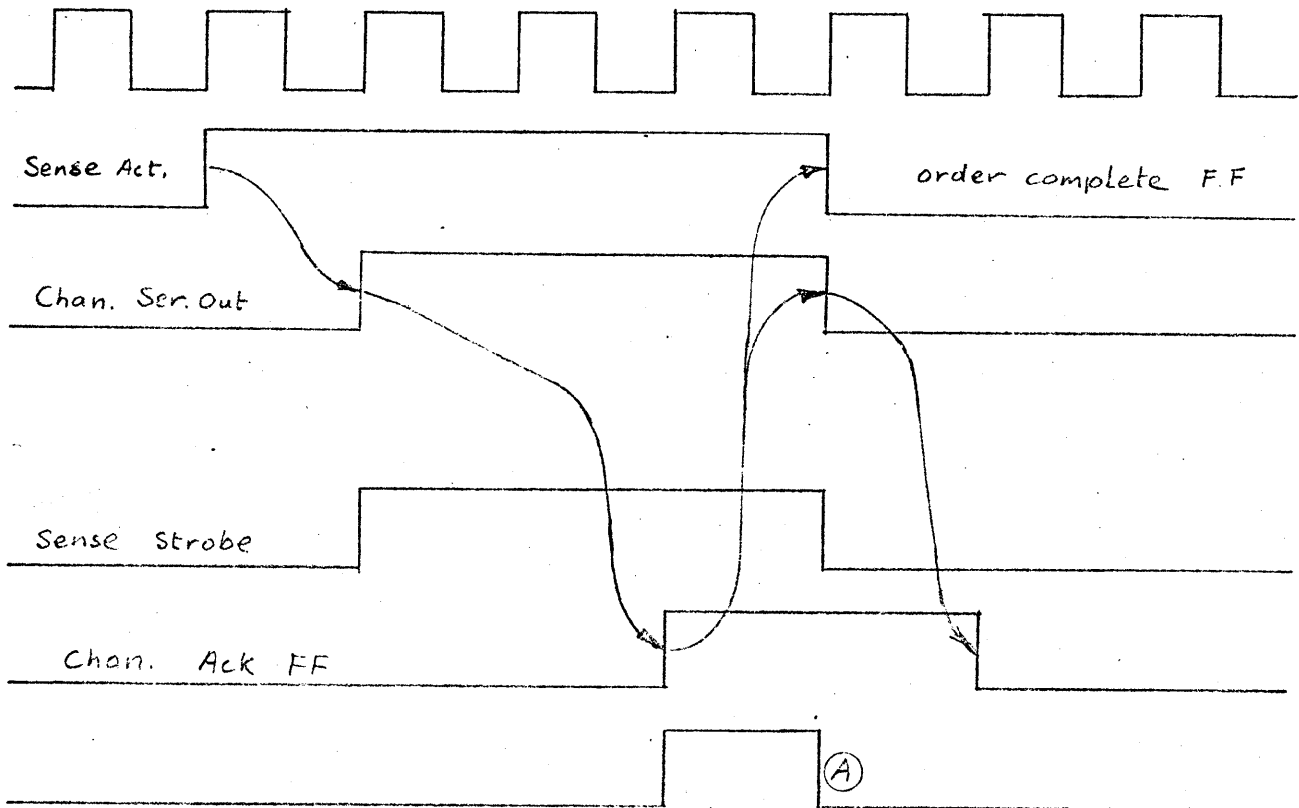 Sense Act.
order complete F.F
Chan. Ser. Out
Sense Strobe
Chan. Ack FF
A